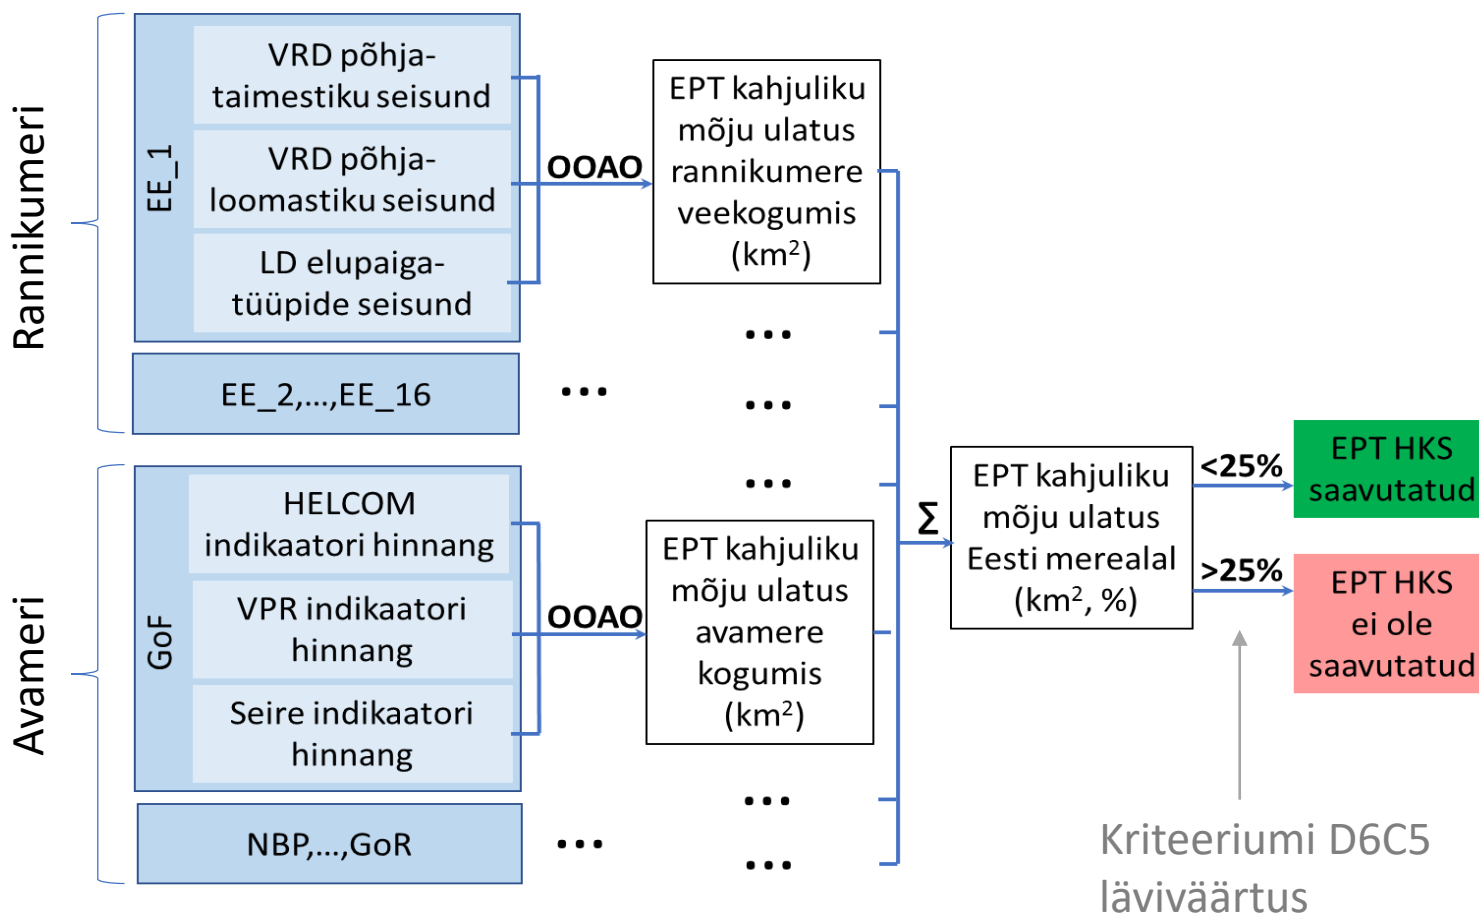 Rannikumeri
EE_1
VRD põhja-
taimestiku seisund
VRD põhja-
loomastiku seisund
LD elupaiga-
tüüpide seisund
OOAO
EPT kahjuliku
mõju ulatus
rannikumere
veekogumis
(km²)
...
EE_2,...,EE_16
...
...
Avameri
GoF
HELCOM
indikaatori hinnang
VPR indikaatori
hinnang
Seire indikaatori
hinnang
OOAO
...
EPT kahjuliku
mõju ulatus
avamere
kogumis
(km²)
...
NBP,...,GoR
...
...
Σ
EPT kahjuliku
mõju ulatus
Eesti merealal
(km², %)
<25%
EPT HKS
saavutatud
>25%
EPT HKS
ei ole
saavutatud
Kriteeriumi D6C5
läviväärtus